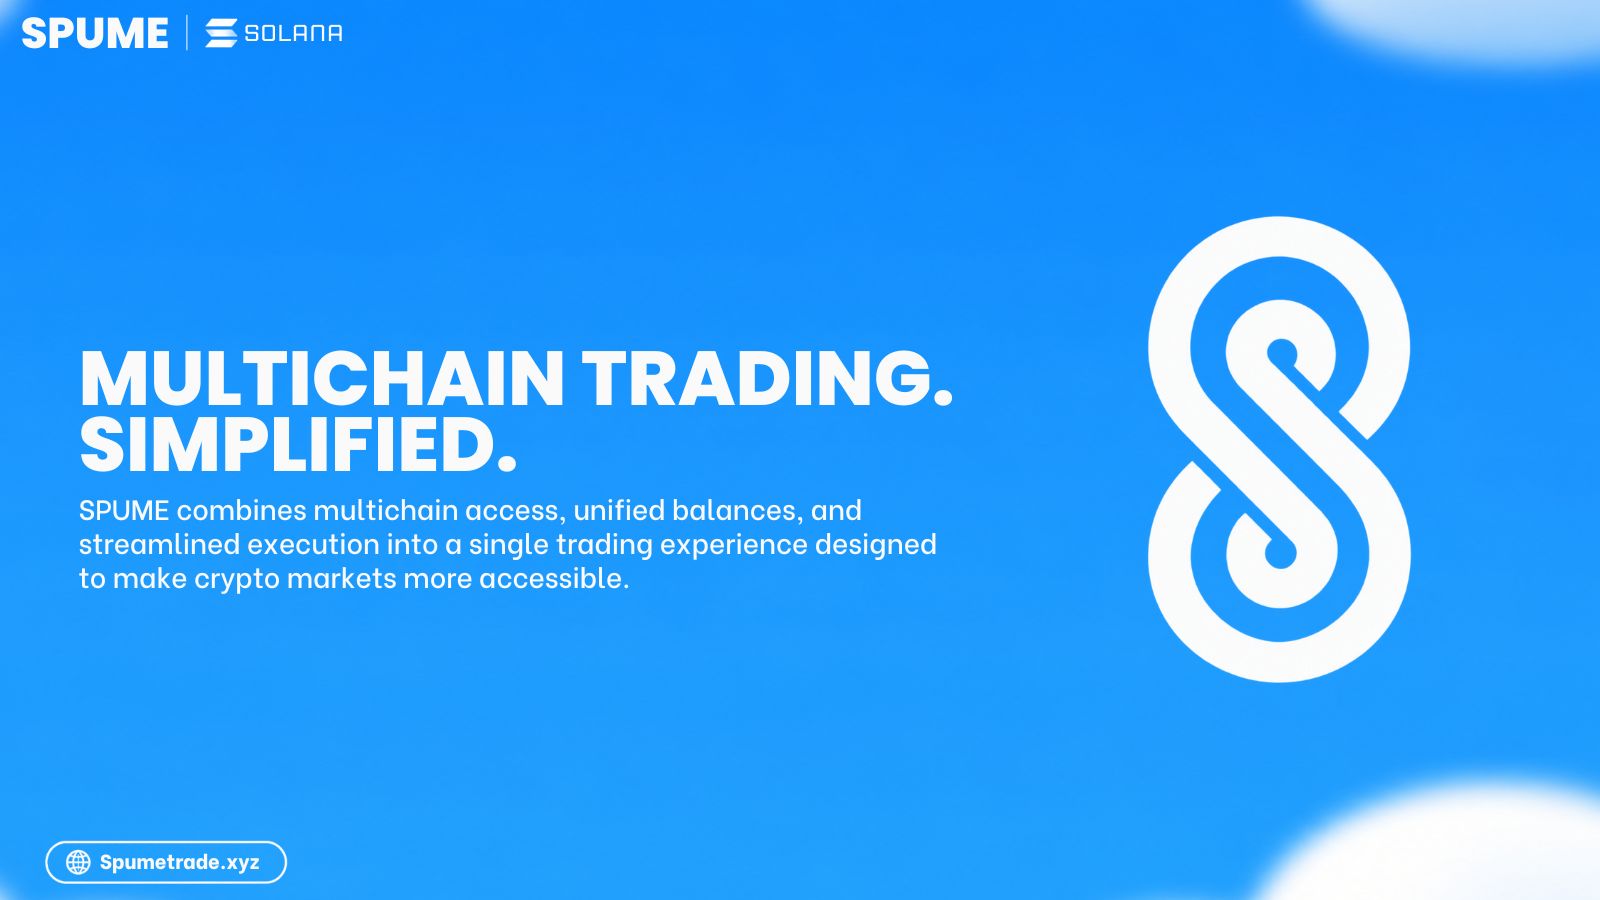 SPUME | SOLANA
MULTICHAIN TRADING.
SIMPLIFIED.
SPUME combines multichain access, unified balances, and
streamlined execution into a single trading experience designed
to make crypto markets more accessible.
Spumetrade.xyz